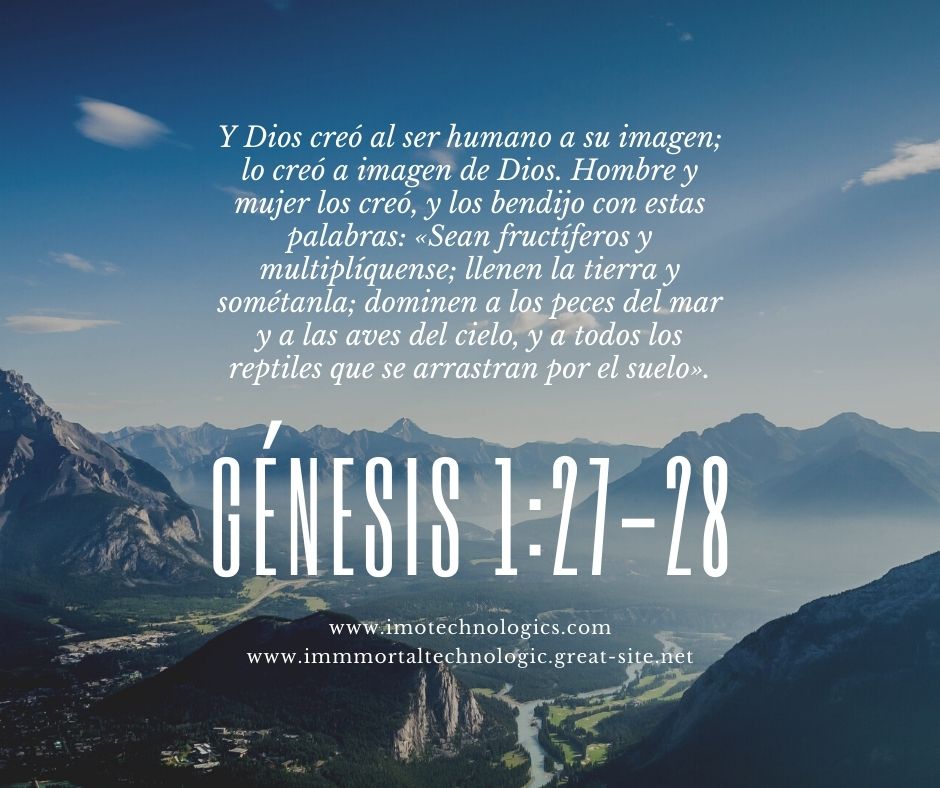 Y Dios creó al ser humano a su imagen;
lo creó a imagen de Dios. Hombre y
mujer los creó, y los bendijo con estas
palabras: «Sean fructíferos y
multiplíquense; llenen la tierra y
sométanla; dominen a los peces del mar
y a las aves del cielo, y a todos los
reptiles que se arrastran por el suelo».
GÉNESIS 1:27-28
www.imotechnologics.com
www.immmortaltechnologic.great-site.net